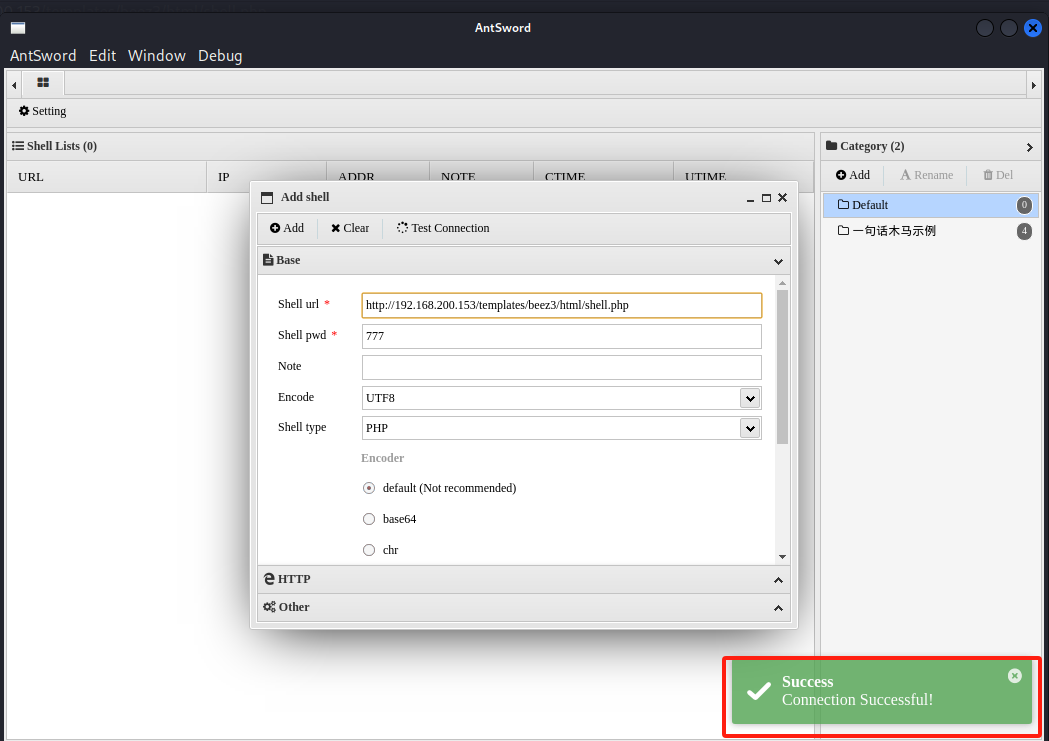 AntSword
AntSword Edit Window Debug
Setting
Shell Lists (0)
Category (2)
URL IP ADDR NOTE CTIME UTIME
Add Rename Del
Default 0
一句话木马示例 4
Add shell
Add Clear Test Connection
Base
Shell url * http://192.168.200.153/templates/beez3/html/shell.php
Shell pwd * 777
Note
Encode UTF8
Shell type PHP
Encoder
default (Not recommended)
base64
chr
HTTP
Other
Success
Connection Successful!